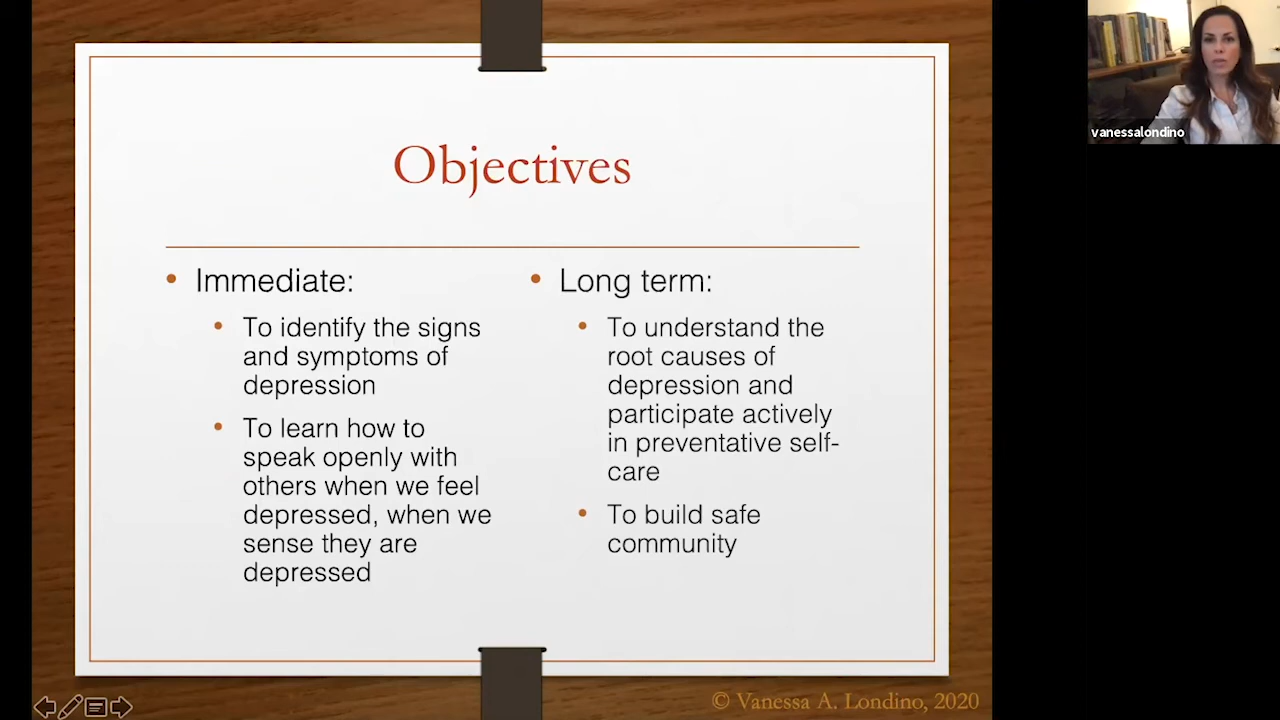 Objectives
• Immediate:
• To identify the signs
and symptoms of
depression
• To learn how to
speak openly with
others when we feel
depressed, when we
sense they are
depressed
• Long term:
• To understand the
root causes of
depression and
participate actively
in preventative self-
care
• To build safe
community
© Vanessa A. Londino, 2020
vanessalondino